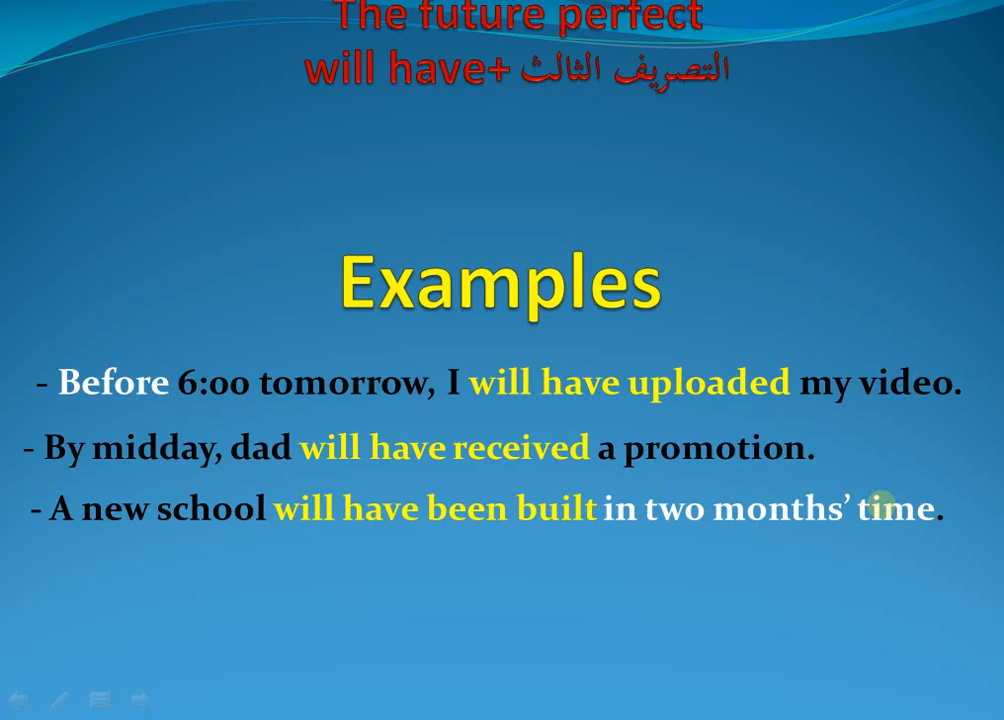 The future perfect
will have+ التصريف الثالث
Examples
- Before 6:00 tomorrow, I will have uploaded my video.
- By midday, dad will have received a promotion.
- A new school will have been built in two months’ time.